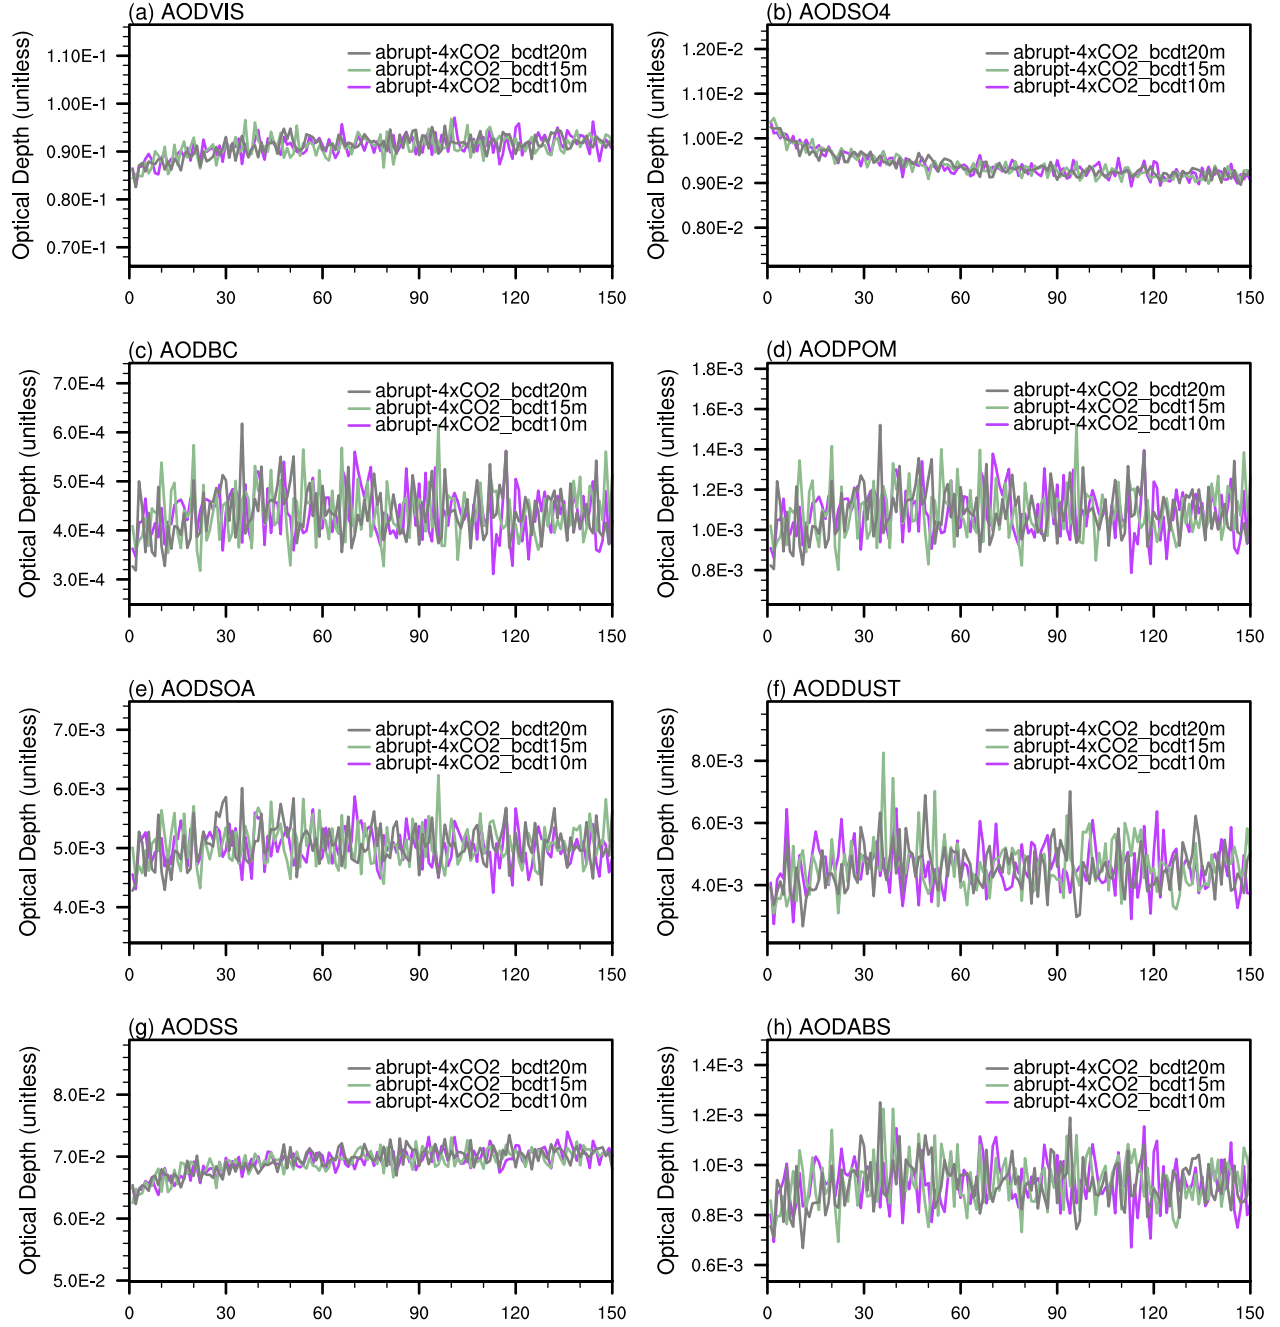 (a) AODVIS
Optical Depth (unitless)
1.10E-1
1.00E-1
0.90E-1
0.80E-1
0.70E-1
abrupt-4xCO2_bcdt20m
abrupt-4xCO2_bcdt15m
abrupt-4xCO2_bcdt10m
0 30 60 90 120 150
(b) AODSO4
Optical Depth (unitless)
1.20E-2
1.10E-2
1.00E-2
0.90E-2
0.80E-2
abrupt-4xCO2_bcdt20m
abrupt-4xCO2_bcdt15m
abrupt-4xCO2_bcdt10m
0 30 60 90 120 150
(c) AODBC
Optical Depth (unitless)
7.0E-4
6.0E-4
5.0E-4
4.0E-4
3.0E-4
abrupt-4xCO2_bcdt20m
abrupt-4xCO2_bcdt15m
abrupt-4xCO2_bcdt10m
0 30 60 90 120 150
(d) AODPOM
Optical Depth (unitless)
1.8E-3
1.6E-3
1.4E-3
1.2E-3
1.0E-3
0.8E-3
abrupt-4xCO2_bcdt20m
abrupt-4xCO2_bcdt15m
abrupt-4xCO2_bcdt10m
0 30 60 90 120 150
(e) AODSOA
Optical Depth (unitless)
7.0E-3
6.0E-3
5.0E-3
4.0E-3
abrupt-4xCO2_bcdt20m
abrupt-4xCO2_bcdt15m
abrupt-4xCO2_bcdt10m
0 30 60 90 120 150
(f) AODDUST
Optical Depth (unitless)
8.0E-3
6.0E-3
4.0E-3
abrupt-4xCO2_bcdt20m
abrupt-4xCO2_bcdt15m
abrupt-4xCO2_bcdt10m
0 30 60 90 120 150
(g) AODSS
Optical Depth (unitless)
8.0E-2
7.0E-2
6.0E-2
5.0E-2
abrupt-4xCO2_bcdt20m
abrupt-4xCO2_bcdt15m
abrupt-4xCO2_bcdt10m
0 30 60 90 120 150
(h) AODABS
Optical Depth (unitless)
1.4E-3
1.2E-3
1.0E-3
0.8E-3
0.6E-3
abrupt-4xCO2_bcdt20m
abrupt-4xCO2_bcdt15m
abrupt-4xCO2_bcdt10m
0 30 60 90 120 150